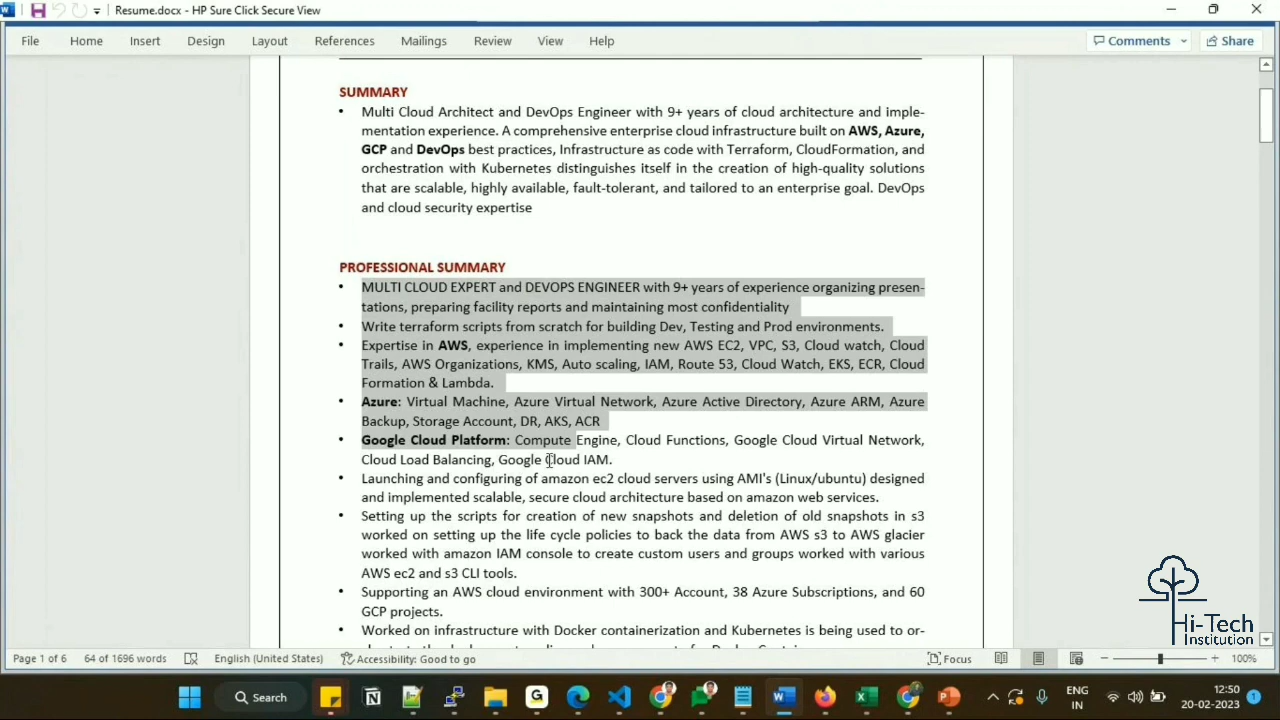 Resume.docx - HP Sure Click Secure View
File Home Insert Design Layout References Mailings Review View Help Comments Share
SUMMARY
• Multi Cloud Architect and DevOps Engineer with 9+ years of cloud architecture and imple-
mentation experience. A comprehensive enterprise cloud infrastructure built on AWS, Azure,
GCP and DevOps best practices, Infrastructure as code with Terraform, CloudFormation, and
orchestration with Kubernetes distinguishes itself in the creation of high-quality solutions
that are scalable, highly available, fault-tolerant, and tailored to an enterprise goal. DevOps
and cloud security expertise
PROFESSIONAL SUMMARY
• MULTI CLOUD EXPERT and DEVOPS ENGINEER with 9+ years of experience organizing presen-
tations, preparing facility reports and maintaining most confidentiality
• Write terraform scripts from scratch for building Dev, Testing and Prod environments.
• Expertise in AWS, experience in implementing new AWS EC2, VPC, S3, Cloud watch, Cloud
Trails, AWS Organizations, KMS, Auto scaling, IAM, Route 53, Cloud Watch, EKS, ECR, Cloud
Formation & Lambda.
• Azure: Virtual Machine, Azure Virtual Network, Azure Active Directory, Azure ARM, Azure
Backup, Storage Account, DR, AKS, ACR
• Google Cloud Platform: Compute Engine, Cloud Functions, Google Cloud Virtual Network,
Cloud Load Balancing, Google Cloud IAM.
• Launching and configuring of amazon ec2 cloud servers using AMI's (Linux/ubuntu) designed
and implemented scalable, secure cloud architecture based on amazon web services.
• Setting up the scripts for creation of new snapshots and deletion of old snapshots in s3
worked on setting up the life cycle policies to back the data from AWS s3 to AWS glacier
worked with amazon IAM console to create custom users and groups worked with various
AWS ec2 and s3 CLI tools.
• Supporting an AWS cloud environment with 300+ Account, 38 Azure Subscriptions, and 60
GCP projects.
• Worked on infrastructure with Docker containerization and Kubernetes is being used to or-
Hi-Tech
Institution
Page 1 of 6 64 of 1696 words English (United States) Accessibility: Good to go Focus 100%
Search ENG 12:50
IN 20-02-2023